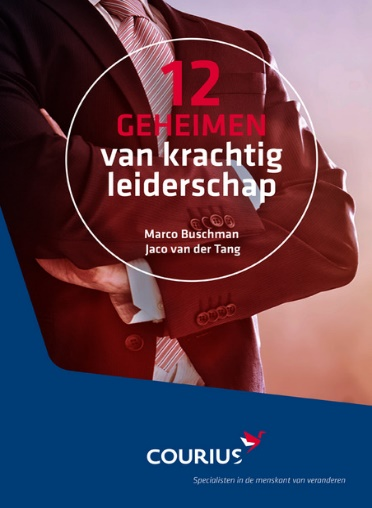 12
GEHEIMEN
van krachtig
leiderschap
Marco Buschman
Jaco van der Tang
COURIUS
Specialisten in de menskant van veranderen